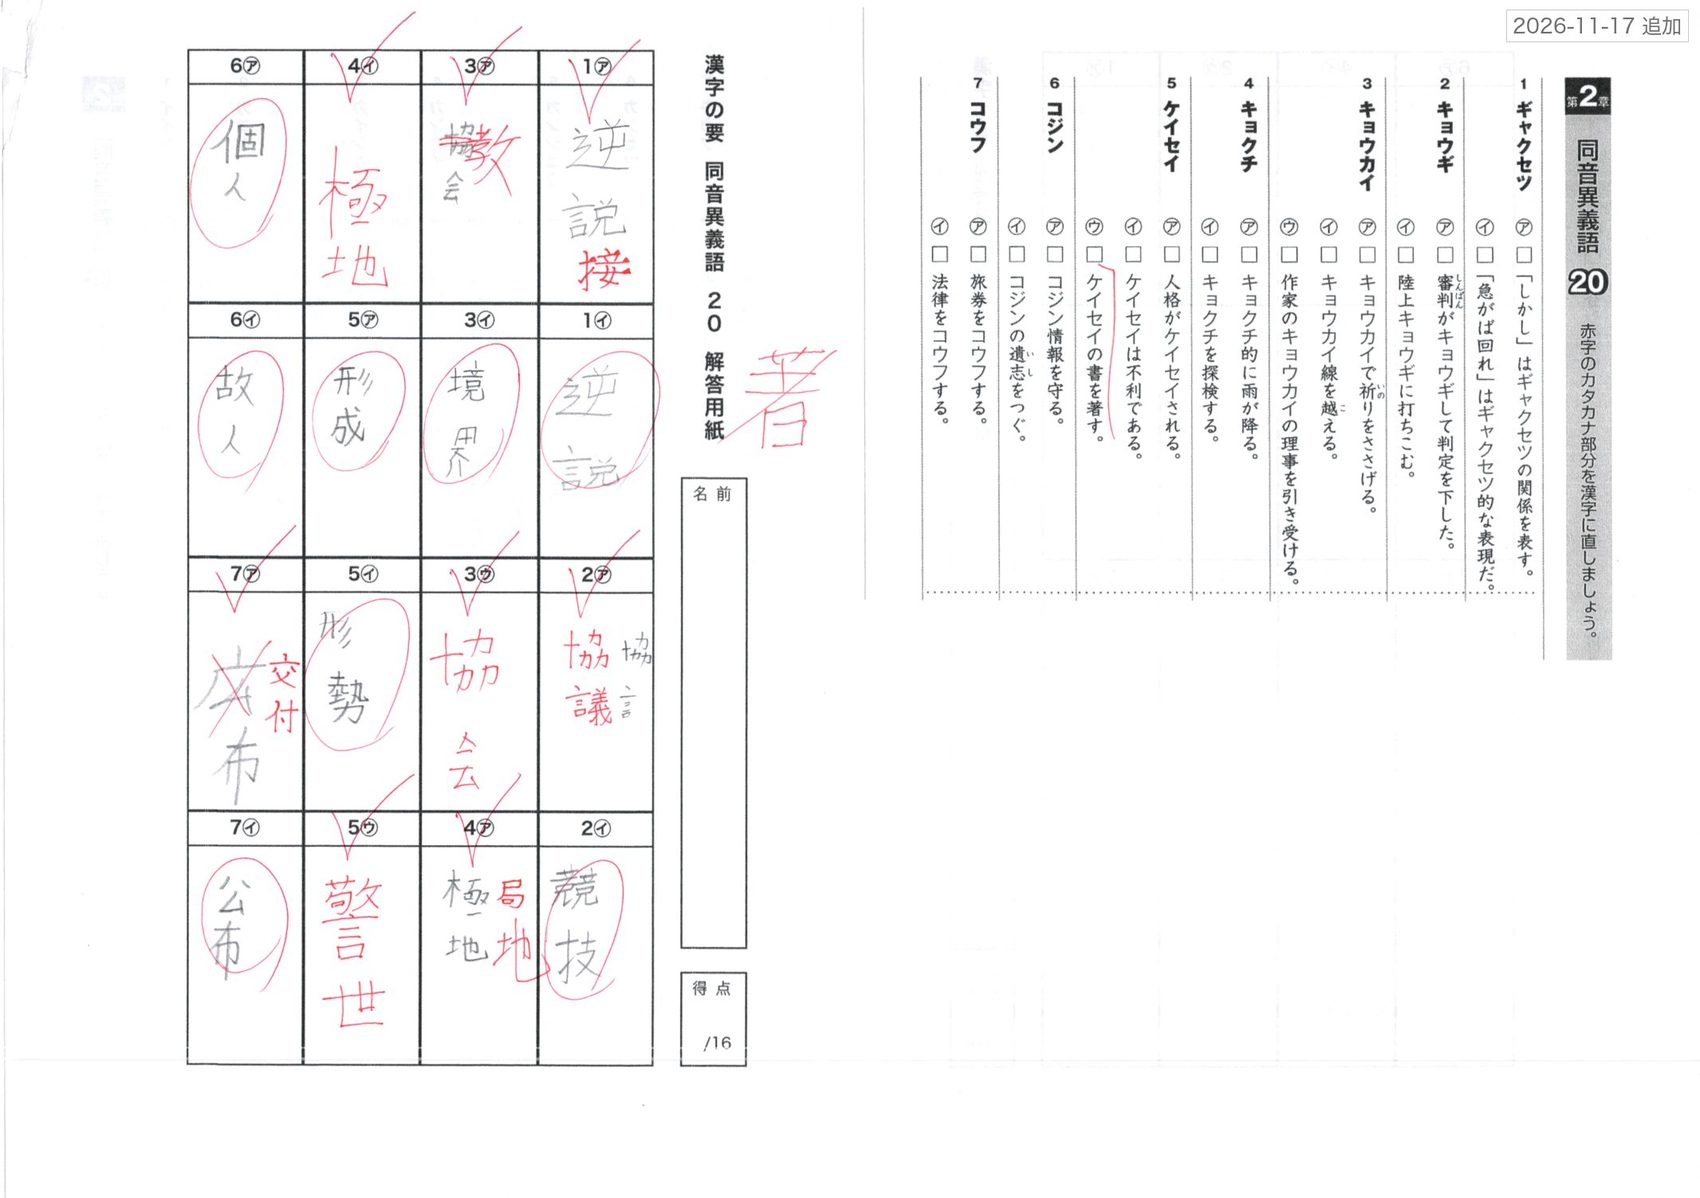 2026-11-17 追加
第2章 同音異義語 20 赤字のカタカナ部分を漢字に直しましょう。
1 ギャクセツ
㋐□「しかし」はギャクセツの関係を表す。
㋑□「急がば回れ」はギャクセツ的な表現だ。
2 キョウギ
㋐□審判がキョウギして判定を下した。
しんぱん
㋑□陸上キョウギに打ちこむ。
3 キョウカイ
㋐□キョウカイで祈りをささげる。
いの
㋑□キョウカイ線を越える。
こ
㋒□作家のキョウカイの理事を引き受ける。
4 キョクチ
㋐□キョクチ的に雨が降る。
㋑□キョクチを探検する。
5 ケイセイ
㋐□人格がケイセイされる。
㋑□ケイセイは不利である。
㋒□ケイセイの書を著す。
6 コジン
㋐□コジン情報を守る。
㋑□コジンの遺志をつぐ。
いし
7 コウフ
㋐□旅券をコウフする。
㋑□法律をコウフする。
著
漢字の要 同音異義語 20 解答用紙
名前
得点
/16
1㋐
逆説
接
1㋑
逆説
2㋐
協議
協言
2㋑
競技
3㋐
協会
教
3㋑
境界
3㋒
協会
4㋐
極地
局地
4㋑
極地
5㋐
形成
5㋑
形勢
5㋒
警世
6㋐
個人
6㋑
故人
7㋐
布
交付
7㋑
公布